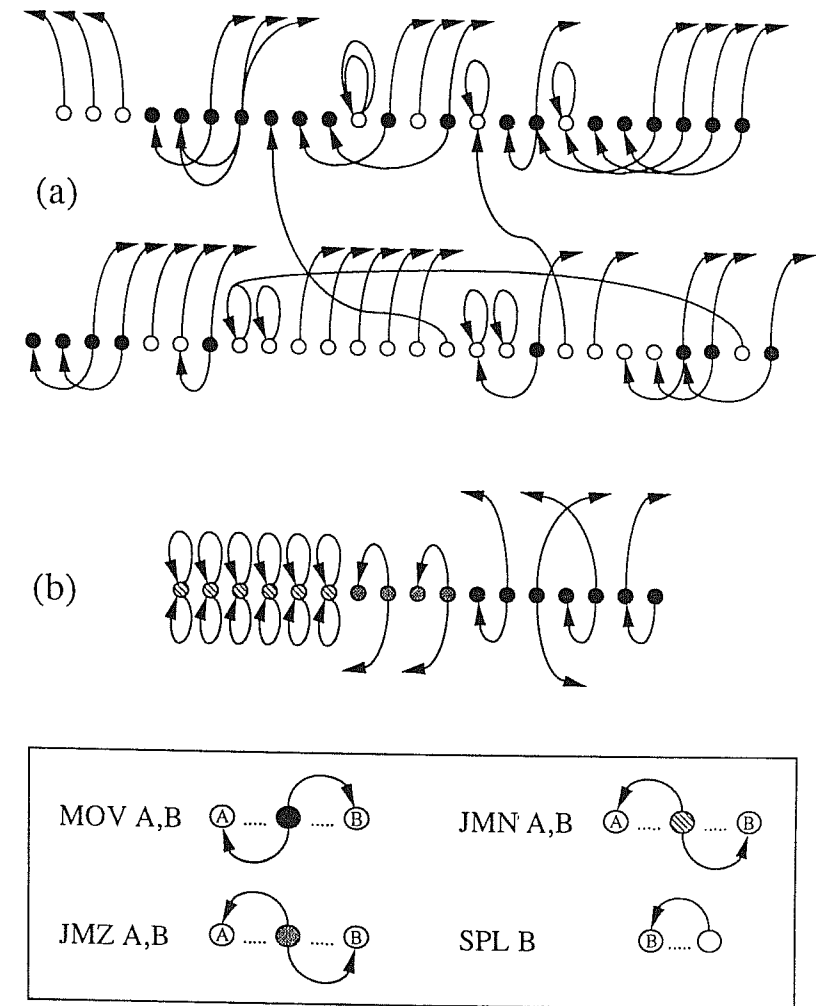 (a)
(b)
MOV A,B A ..... ..... B JMN A,B A ..... ..... B
JMZ A,B A ..... ..... B SPL B B .....